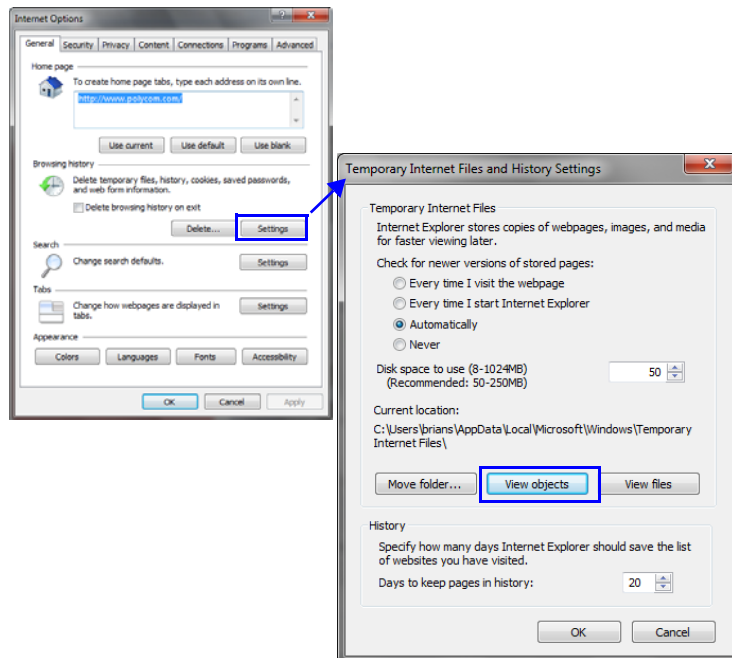 Internet Options
General Security Privacy Content Connections Programs Advanced
Home page
To create home page tabs, type each address on its own line.
http://www.polycom.com/
Use current Use default Use blank
Browsing history
Delete temporary files, history, cookies, saved passwords,
and web form information.
Delete browsing history on exit
Delete... Settings
Search
Change search defaults. Settings
Tabs
Change how webpages are displayed in Settings
tabs.
Appearance
Colors Languages Fonts Accessibility
OK Cancel Apply
Temporary Internet Files and History Settings
Temporary Internet Files
Internet Explorer stores copies of webpages, images, and media
for faster viewing later.
Check for newer versions of stored pages:
Every time I visit the webpage
Every time I start Internet Explorer
Automatically
Never
Disk space to use (8-1024MB) 50
(Recommended: 50-250MB)
Current location:
C:\Users\brians\AppData\Local\Microsoft\Windows\Temporary
Internet Files\
Move folder... View objects View files
History
Specify how many days Internet Explorer should save the list
of websites you have visited.
Days to keep pages in history: 20
OK Cancel